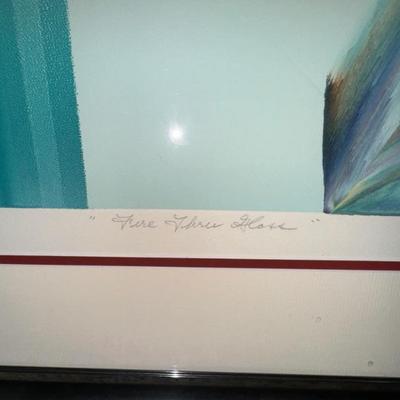 "Fire Thru Glass"